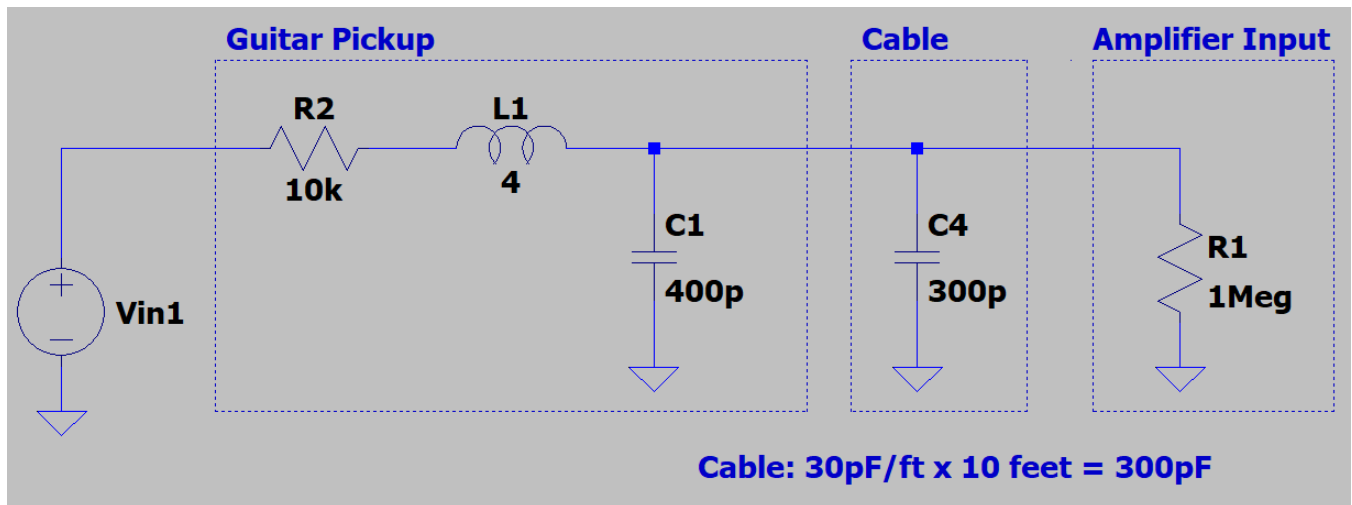 Guitar Pickup
Cable
Amplifier Input
R2
L1
10k
4
C1
C4
R1
400p
300p
1Meg
Vin1
Cable: 30pF/ft x 10 feet = 300pF